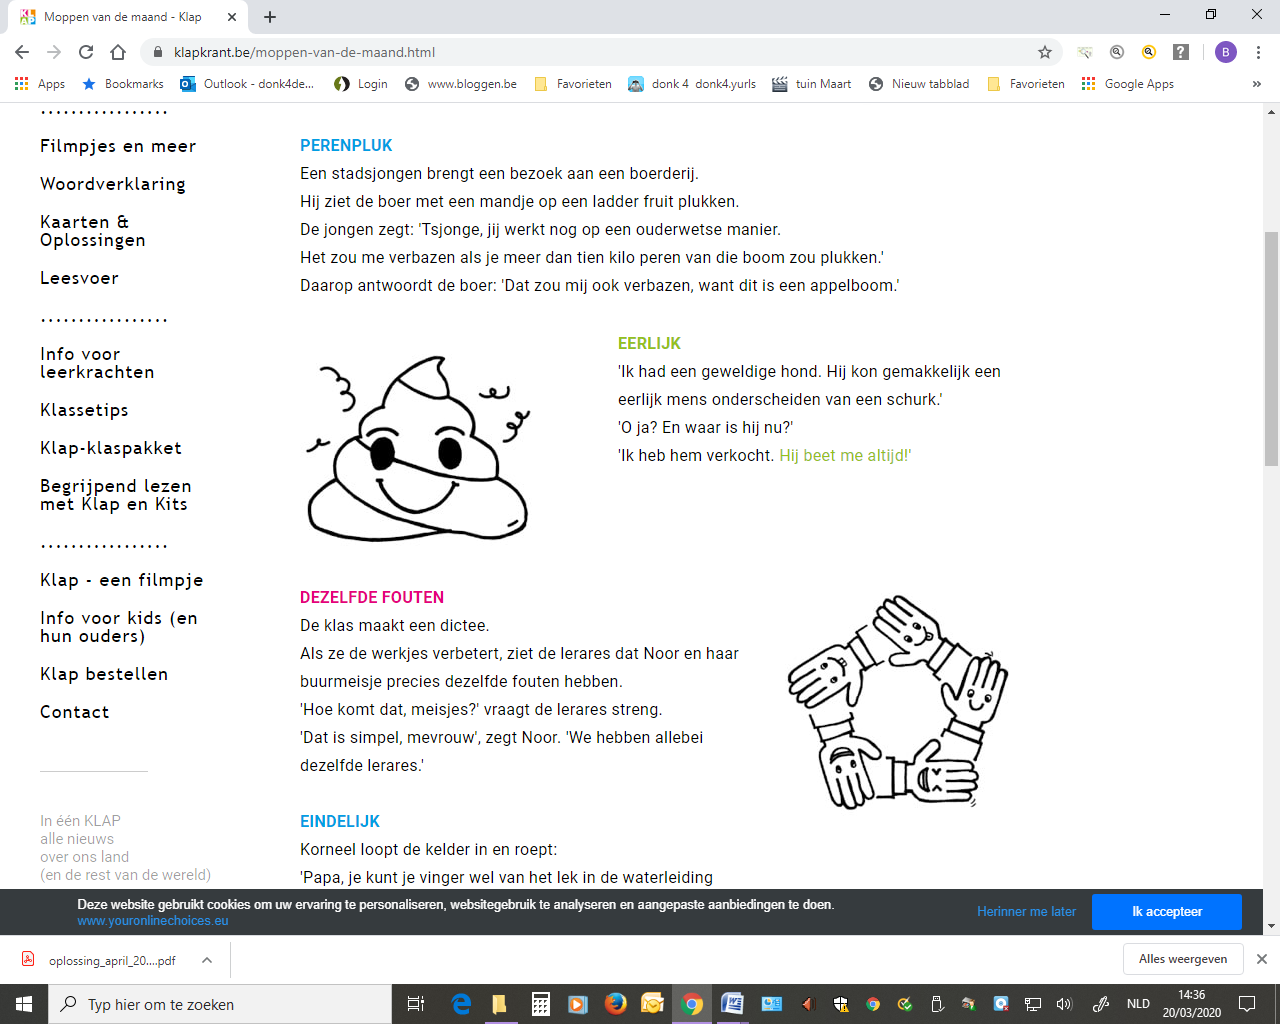 Moppen van de maand - Klap
klapkrant.be/moppen-van-de-maand.html
B
Apps
Bookmarks
Outlook - donk4de...
Login
www.bloggen.be
Favorieten
donk 4 donk4.yurls
tuin Maart
Nieuw tabblad
Favorieten
Google Apps
»
.................
Filmpjes en meer
Woordverklaring
Kaarten &
Oplossingen
Leesvoer
.................
Info voor
leerkrachten
Klassetips
Klap-klaspakket
Begrijpend lezen
met Klap en Kits
.................
Klap - een filmpje
Info voor kids (en
hun ouders)
Klap bestellen
Contact
In één KLAP
alle nieuws
over ons land
(en de rest van de wereld)
PERENPLUK
Een stadsjongen brengt een bezoek aan een boerderij.
Hij ziet de boer met een mandje op een ladder fruit plukken.
De jongen zegt: 'Tsjonge, jij werkt nog op een ouderwetse manier.
Het zou me verbazen als je meer dan tien kilo peren van die boom zou plukken.'
Daarop antwoordt de boer: 'Dat zou mij ook verbazen, want dit is een appelboom.'
EERLIJK
'Ik had een geweldige hond. Hij kon gemakkelijk een
eerlijk mens onderscheiden van een schurk.'
'O ja? En waar is hij nu?'
'Ik heb hem verkocht. Hij beet me altijd!'
DEZELFDE FOUTEN
De klas maakt een dictee.
Als ze de werkjes verbetert, ziet de lerares dat Noor en haar
buurmeisje precies dezelfde fouten hebben.
'Hoe komt dat, meisjes?' vraagt de lerares streng.
'Dat is simpel, mevrouw', zegt Noor. 'We hebben allebei
dezelfde lerares.'
EINDELIJK
Korneel loopt de kelder in en roept:
'Papa, je kunt je vinger wel van het lek in de waterleiding
Deze website gebruikt cookies om uw ervaring te personaliseren, websitegebruik te analyseren en aangepaste aanbiedingen te doen.
www.youronlinechoices.eu
Herinner me later
Ik accepteer
oplossing_april_20....pdf
Alles weergeven
Typ hier om te zoeken
NLD
14:36
20/03/2020